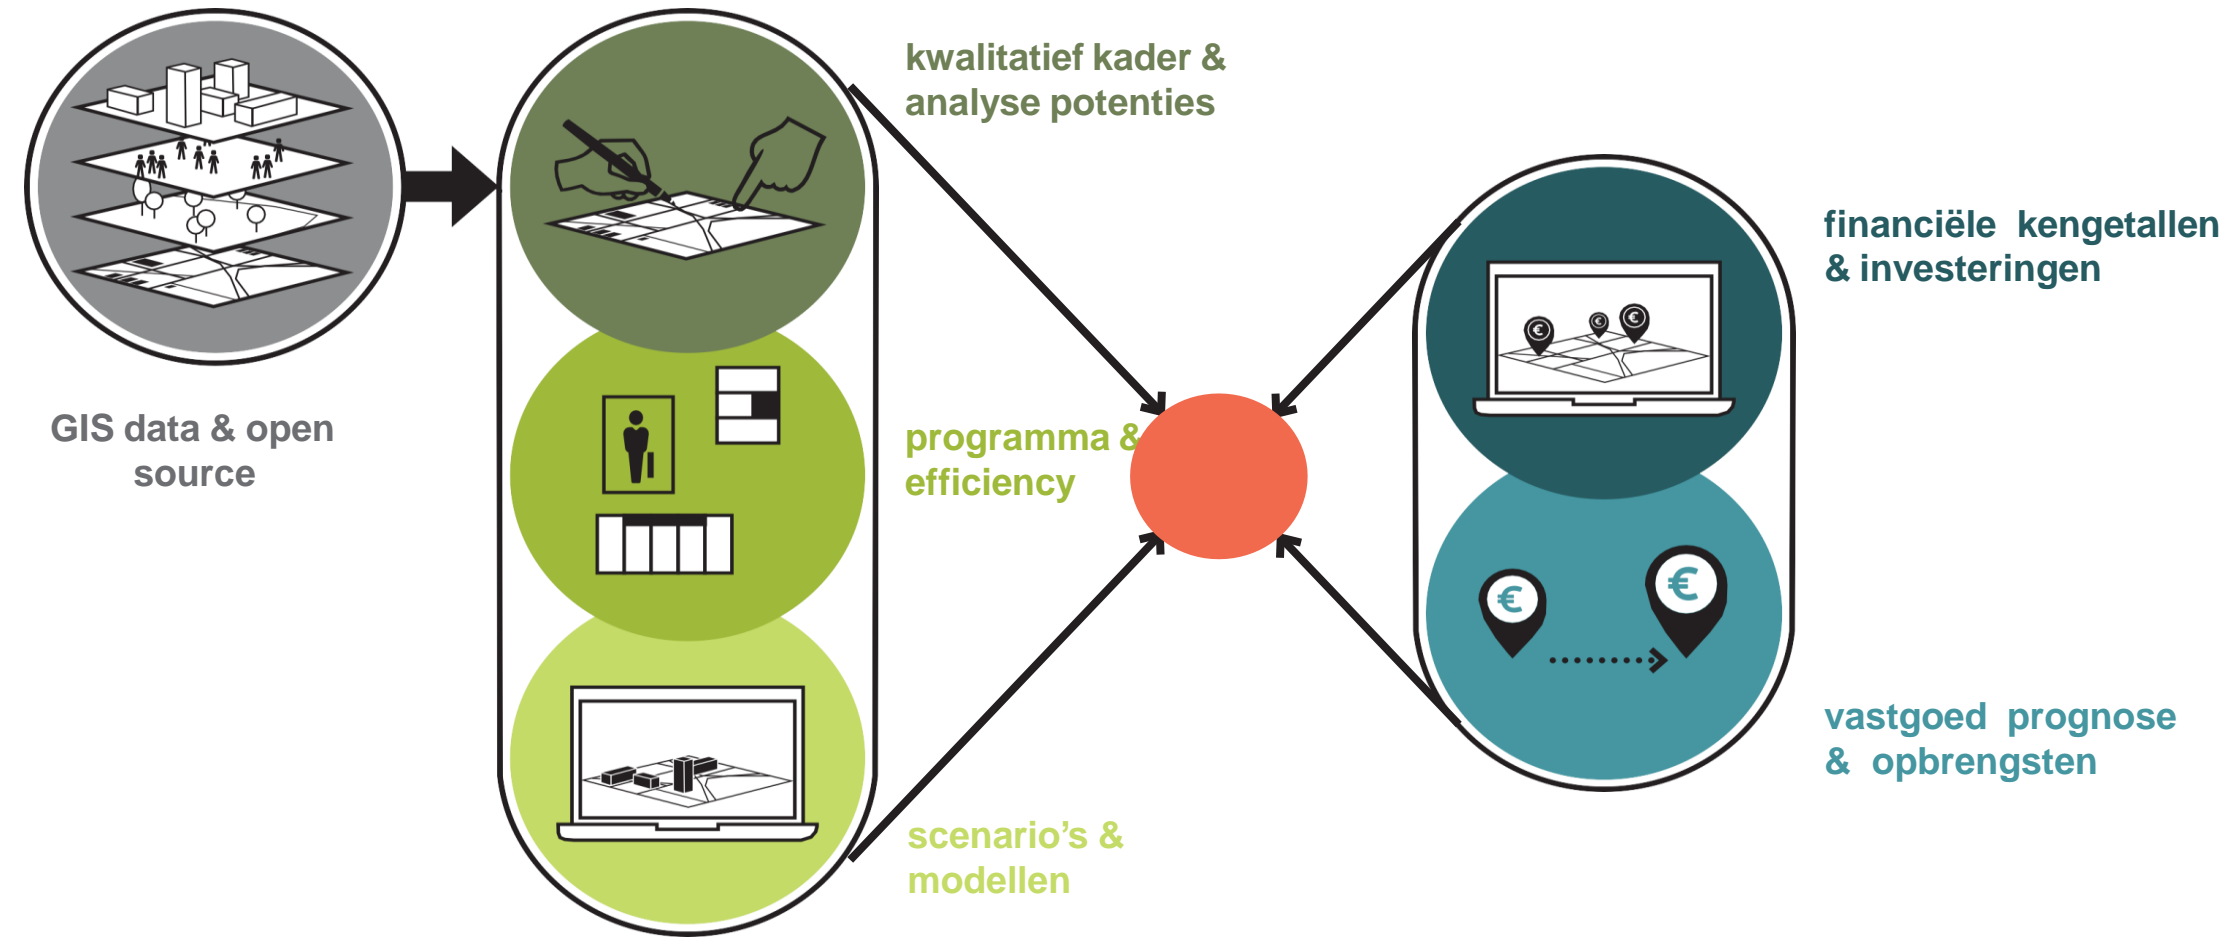 GIS data & open
source
kwalitatief kader &
analyse potenties
programma &
efficiency
scenario’s &
modellen
financiële kengetallen
& investeringen
€
€
€
€
€
vastgoed prognose
& opbrengsten